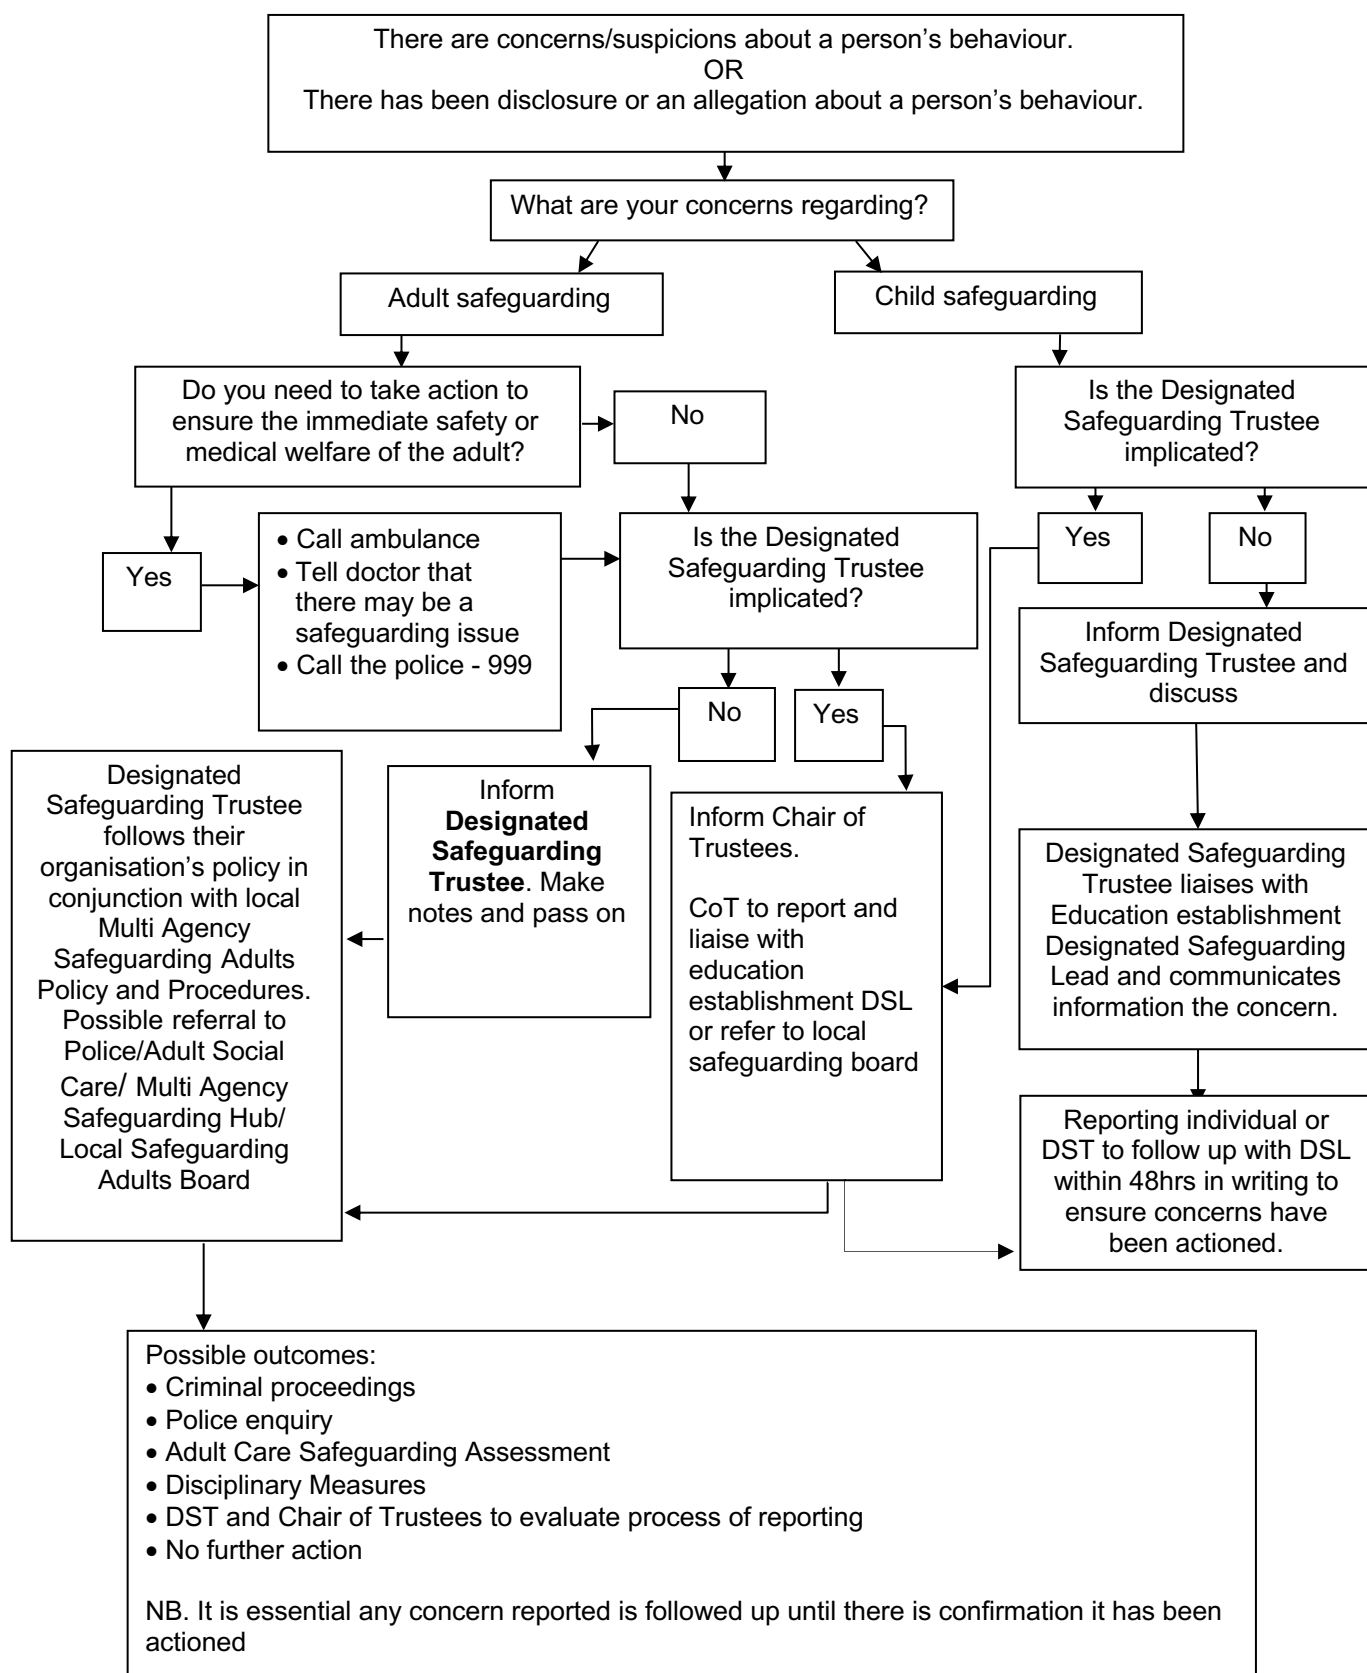 There are concerns/suspicions about a person's behaviour.
OR
There has been disclosure or an allegation about a person's behaviour.
What are your concerns regarding?
Adult safeguarding
Child safeguarding
Do you need to take action to
ensure the immediate safety or
medical welfare of the adult?
No
Is the Designated
Safeguarding Trustee
implicated?
Yes
• Call ambulance
• Tell doctor that
there may be a
safeguarding issue
• Call the police - 999
Is the Designated
Safeguarding Trustee
implicated?
Yes
No
No
Yes
Inform Designated
Safeguarding Trustee and
discuss
Designated
Safeguarding Trustee
follows their
organisation's policy in
conjunction with local
Multi Agency
Safeguarding Adults
Policy and Procedures.
Possible referral to
Police/Adult Social
Care/ Multi Agency
Safeguarding Hub/
Local Safeguarding
Adults Board
Inform
Designated
Safeguarding
Trustee. Make
notes and pass on
Inform Chair of
Trustees.
CoT to report and
liaise with
education
establishment DSL
or refer to local
safeguarding board
Designated Safeguarding
Trustee liaises with
Education establishment
Designated Safeguarding
Lead and communicates
information the concern.
Reporting individual or
DST to follow up with DSL
within 48hrs in writing to
ensure concerns have
been actioned.
Possible outcomes:
• Criminal proceedings
• Police enquiry
• Adult Care Safeguarding Assessment
• Disciplinary Measures
• DST and Chair of Trustees to evaluate process of reporting
• No further action
NB. It is essential any concern reported is followed up until there is confirmation it has been
actioned